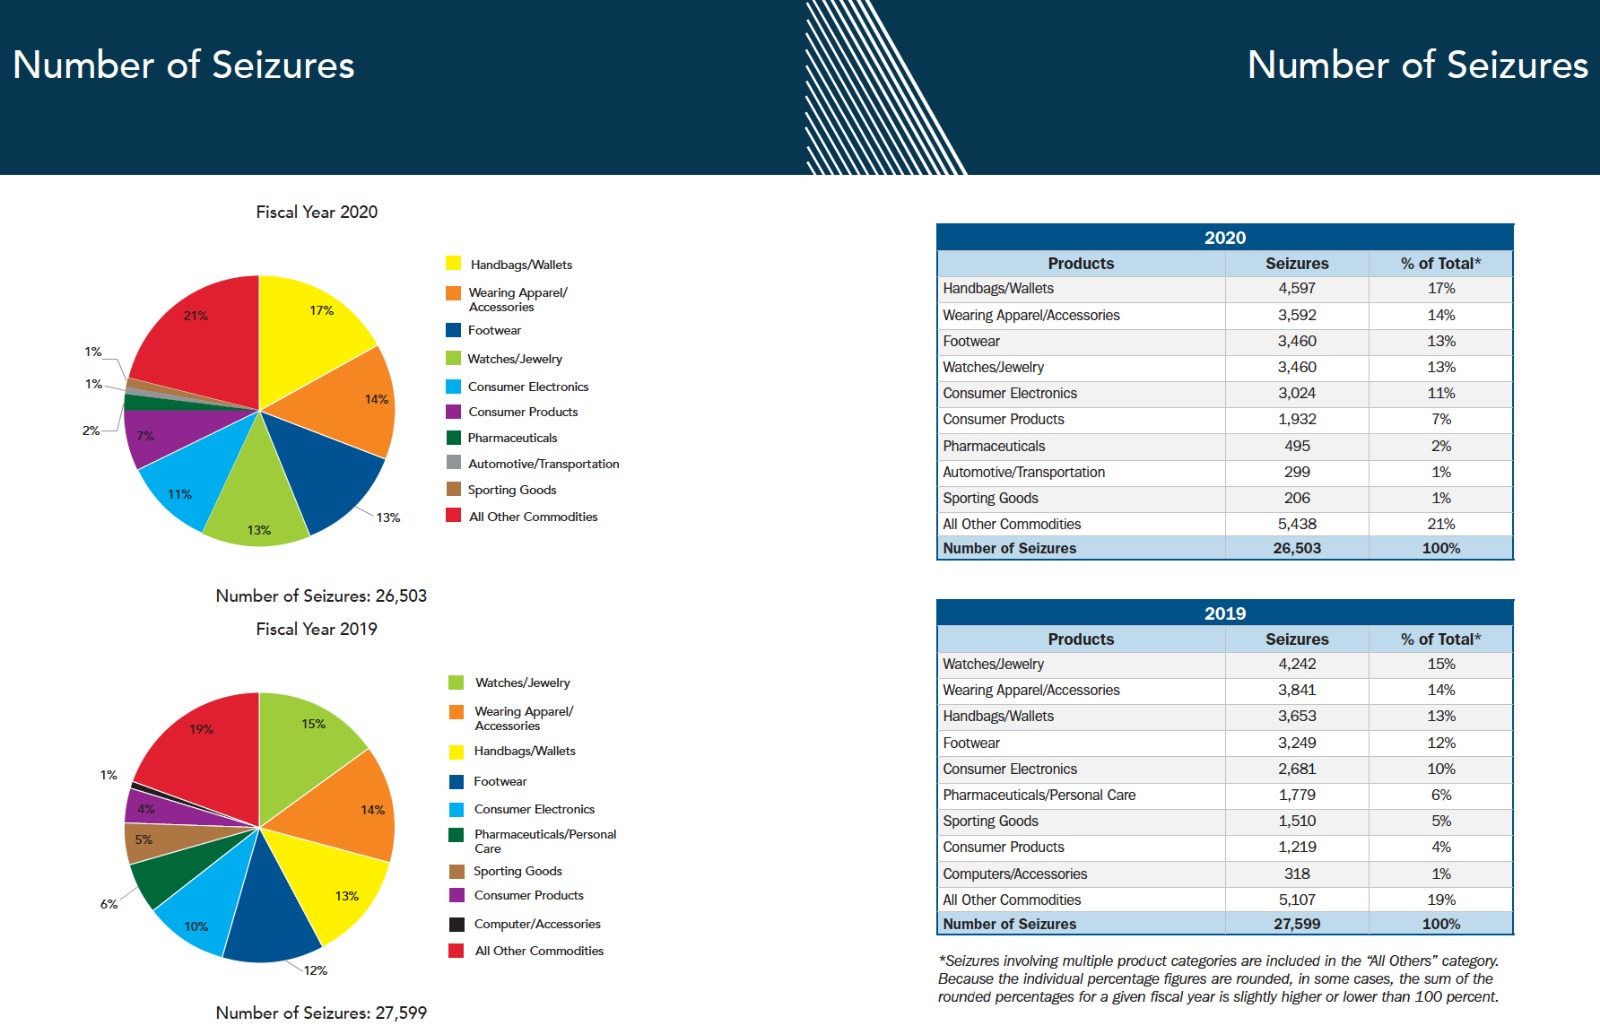 Number of Seizures
Number of Seizures
Fiscal Year 2020
17%
14%
13%
13%
11%
7%
2%
1%
1%
21%
Handbags/Wallets
Wearing Apparel/
Accessories
Footwear
Watches/Jewelry
Consumer Electronics
Consumer Products
Pharmaceuticals
Automotive/Transportation
Sporting Goods
All Other Commodities
Number of Seizures: 26,503
Fiscal Year 2019
15%
14%
13%
12%
10%
6%
5%
4%
1%
19%
Watches/Jewelry
Wearing Apparel/
Accessories
Handbags/Wallets
Footwear
Consumer Electronics
Pharmaceuticals/Personal
Care
Sporting Goods
Consumer Products
Computer/Accessories
All Other Commodities
Number of Seizures: 27,599
2020
Products Seizures % of Total*
Handbags/Wallets 4,597 17%
Wearing Apparel/Accessories 3,592 14%
Footwear 3,460 13%
Watches/Jewelry 3,460 13%
Consumer Electronics 3,024 11%
Consumer Products 1,932 7%
Pharmaceuticals 495 2%
Automotive/Transportation 299 1%
Sporting Goods 206 1%
All Other Commodities 5,438 21%
Number of Seizures 26,503 100%
2019
Products Seizures % of Total*
Watches/Jewelry 4,242 15%
Wearing Apparel/Accessories 3,841 14%
Handbags/Wallets 3,653 13%
Footwear 3,249 12%
Consumer Electronics 2,681 10%
Pharmaceuticals/Personal Care 1,779 6%
Sporting Goods 1,510 5%
Consumer Products 1,219 4%
Computers/Accessories 318 1%
All Other Commodities 5,107 19%
Number of Seizures 27,599 100%
*Seizures involving multiple product categories are included in the “All Others” category.
Because the individual percentage figures are rounded, in some cases, the sum of the
rounded percentages for a given fiscal year is slightly higher or lower than 100 percent.